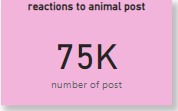 reactions to animal post
75K
number of post